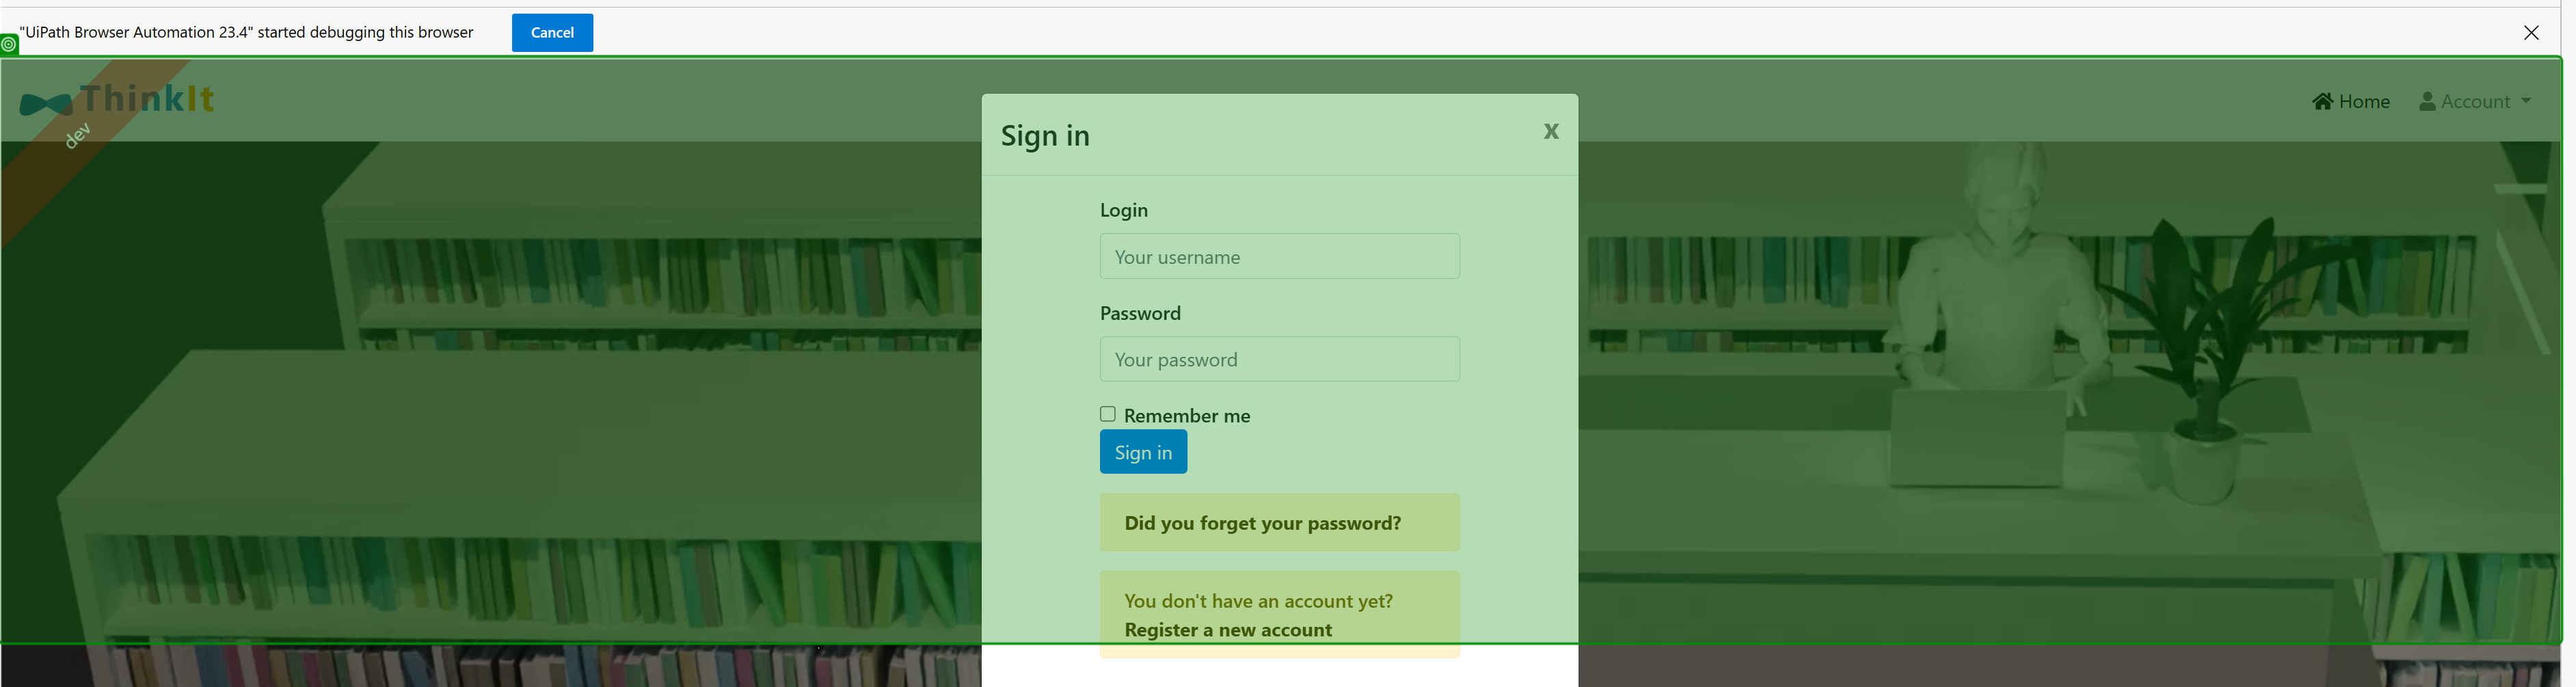 "UiPath Browser Automation 23.4" started debugging this browser
Cancel
ThinkIt
dev
Home
Account
Sign in
x
Login
Your username
Password
Your password
Remember me
Sign in
Did you forget your password?
You don't have an account yet?
Register a new account